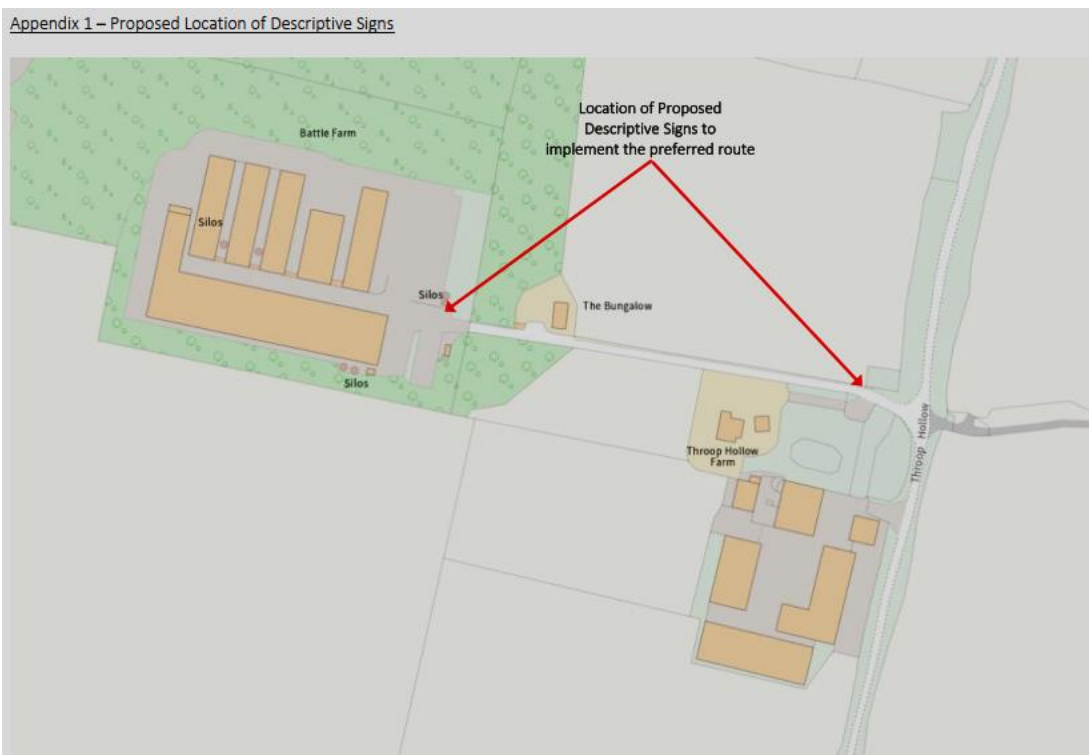 Appendix 1 – Proposed Location of Descriptive Signs
Location of Proposed
Descriptive Signs to
implement the preferred route
Battle Farm
Silos
Silos
The Bungalow
Silos
Throop Hollow
Throop Hollow
Farm